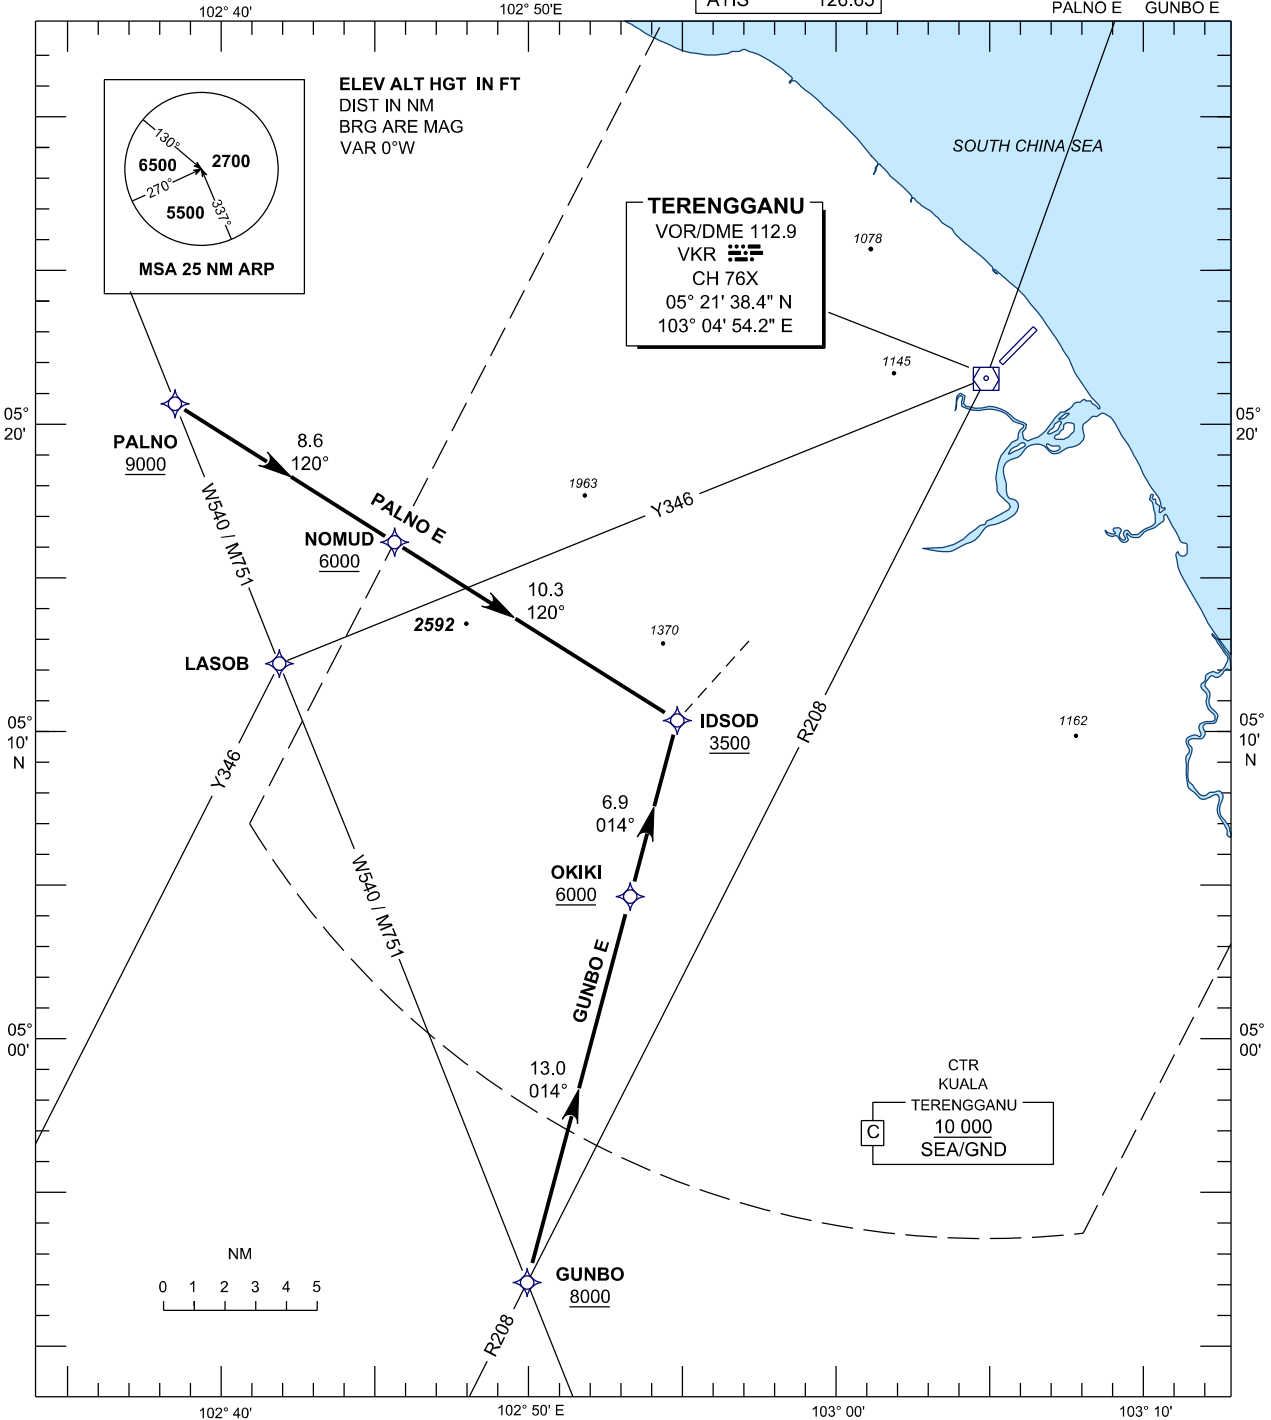 ATIS 126.65
PALNO E GUNBO E
102° 40'
102° 50'E
ELEV ALT HGT IN FT
DIST IN NM
BRG ARE MAG
VAR 0°W
130°
6500
2700
270°
5500
337°
MSA 25 NM ARP
SOUTH CHINA SEA
TERENGGANU
VOR/DME 112.9
VKR
CH 76X
05° 21' 38.4" N
103° 04' 54.2" E
1078
1145
05°
20'
05°
20'
PALNO
9000
8.6
120°
W540 / M751
PALNO E
NOMUD
6000
1963
Y346
10.3
120°
2592
1370
LASOB
IDSOD
3500
R208
1162
05°
10'
N
05°
10'
N
Y346
6.9
014°
W540 / M751
OKIKI
6000
GUNBO E
05°
00'
05°
00'
13.0
014°
CTR
KUALA
TERENGGANU
C
10 000
SEA/GND
NM
0 1 2 3 4 5
GUNBO
8000
R208
102° 40'
102° 50' E
103° 00'
103° 10'